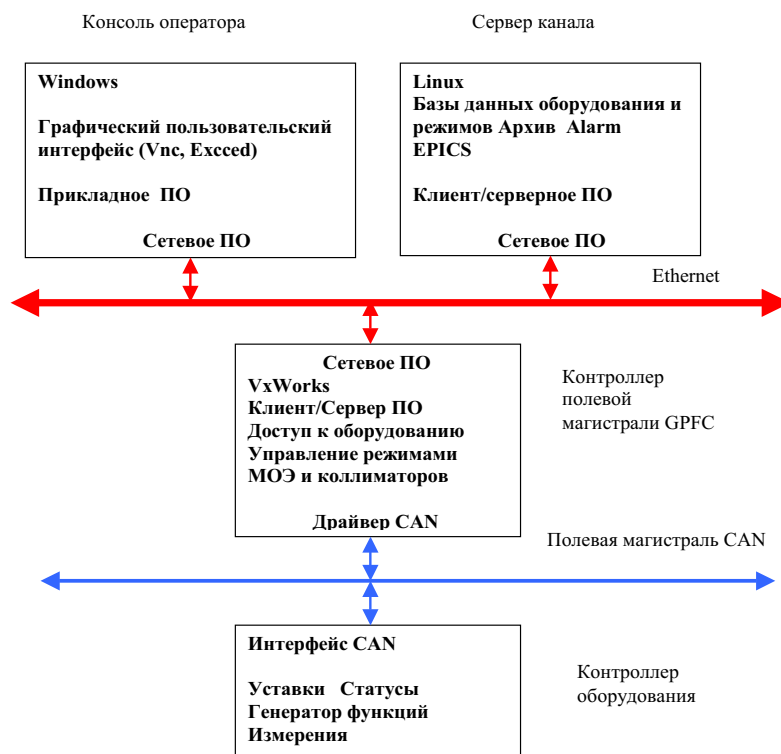 Консоль оператора
Сервер канала
Windows
Графический пользовательский
интерфейс (Vnc, Excced)
Прикладное ПО
Сетевое ПО
Linux
Базы данных оборудования и
режимов Архив Alarm
EPICS
Клиент/серверное ПО
Сетевое ПО
Ethernet
Сетевое ПО
VxWorks
Клиент/Сервер ПО
Доступ к оборудованию
Управление режимами
МОЭ и коллиматоров
Драйвер CAN
Контроллер
полевой
магистрали GPFC
Полевая магистраль CAN
Интерфейс CAN
Уставки Статусы
Генератор функций
Измерения
Контроллер
оборудования